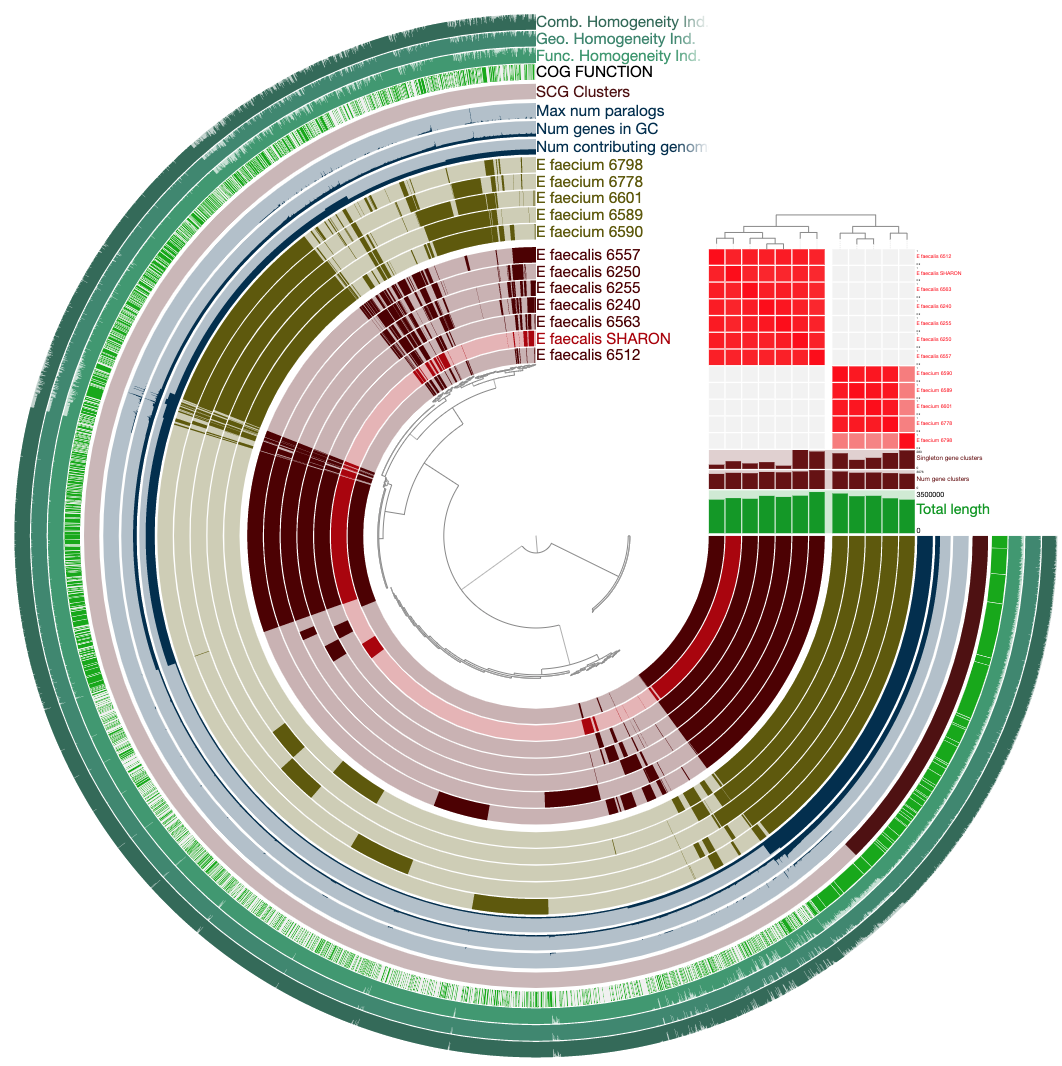 Comb. Homogeneity Ind.
Geo. Homogeneity Ind.
Func. Homogeneity Ind.
COG FUNCTION
SCG Clusters
Max num paralogs
Num genes in GC
Num contributing genom
E faecium 6798
E faecium 6778
E faecium 6601
E faecium 6589
E faecium 6590
E faecalis 6557
E faecalis 6250
E faecalis 6255
E faecalis 6240
E faecalis 6563
E faecalis SHARON
E faecalis 6512
E faecalis 6512
E faecalis SHARON
E faecalis 6563
E faecalis 6240
E faecalis 6255
E faecalis 6250
E faecalis 6557
E faecium 6590
E faecium 6589
E faecium 6601
E faecium 6778
E faecium 6798
Singleton gene clusters
Num gene clusters
3500000
Total length
0